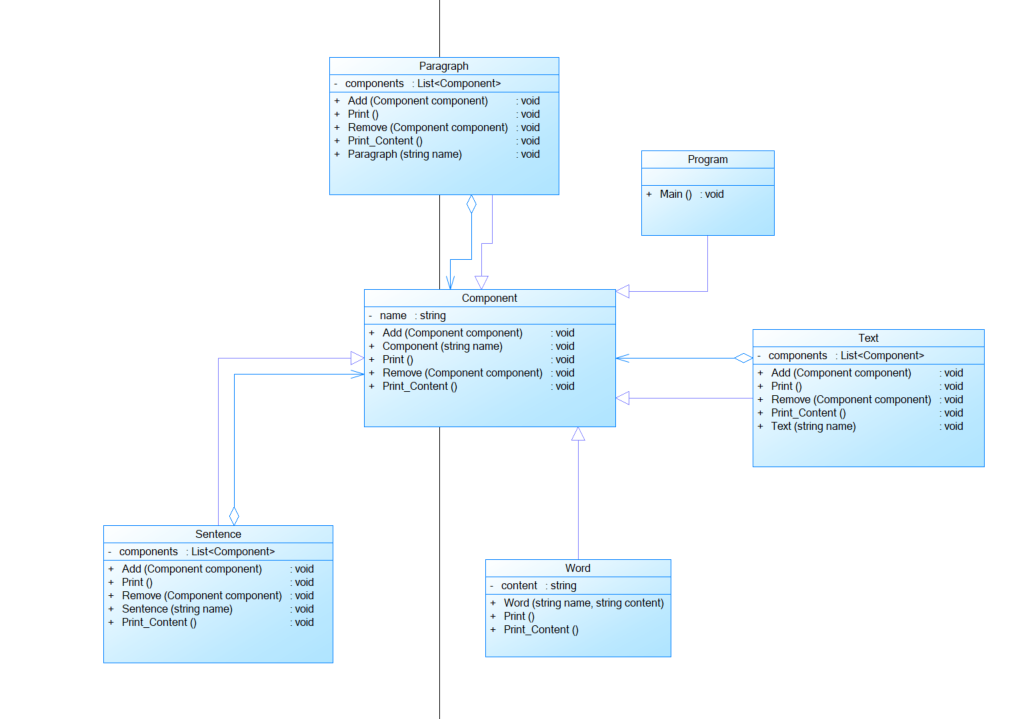 Paragraph
- components : List<Component>
+ Add (Component component) : void
+ Print () : void
+ Remove (Component component) : void
+ Print_Content () : void
+ Paragraph (string name) : void
Program
+ Main () : void
Component
- name : string
+ Add (Component component) : void
+ Component (string name) : void
+ Print () : void
+ Remove (Component component) : void
+ Print_Content () : void
Text
- components : List<Component>
+ Add (Component component) : void
+ Print () : void
+ Remove (Component component) : void
+ Print_Content () : void
+ Text (string name) : void
Sentence
- components : List<Component>
+ Add (Component component) : void
+ Print () : void
+ Remove (Component component) : void
+ Sentence (string name) : void
+ Print_Content () : void
Word
- content : string
+ Word (string name, string content)
+ Print ()
+ Print_Content ()